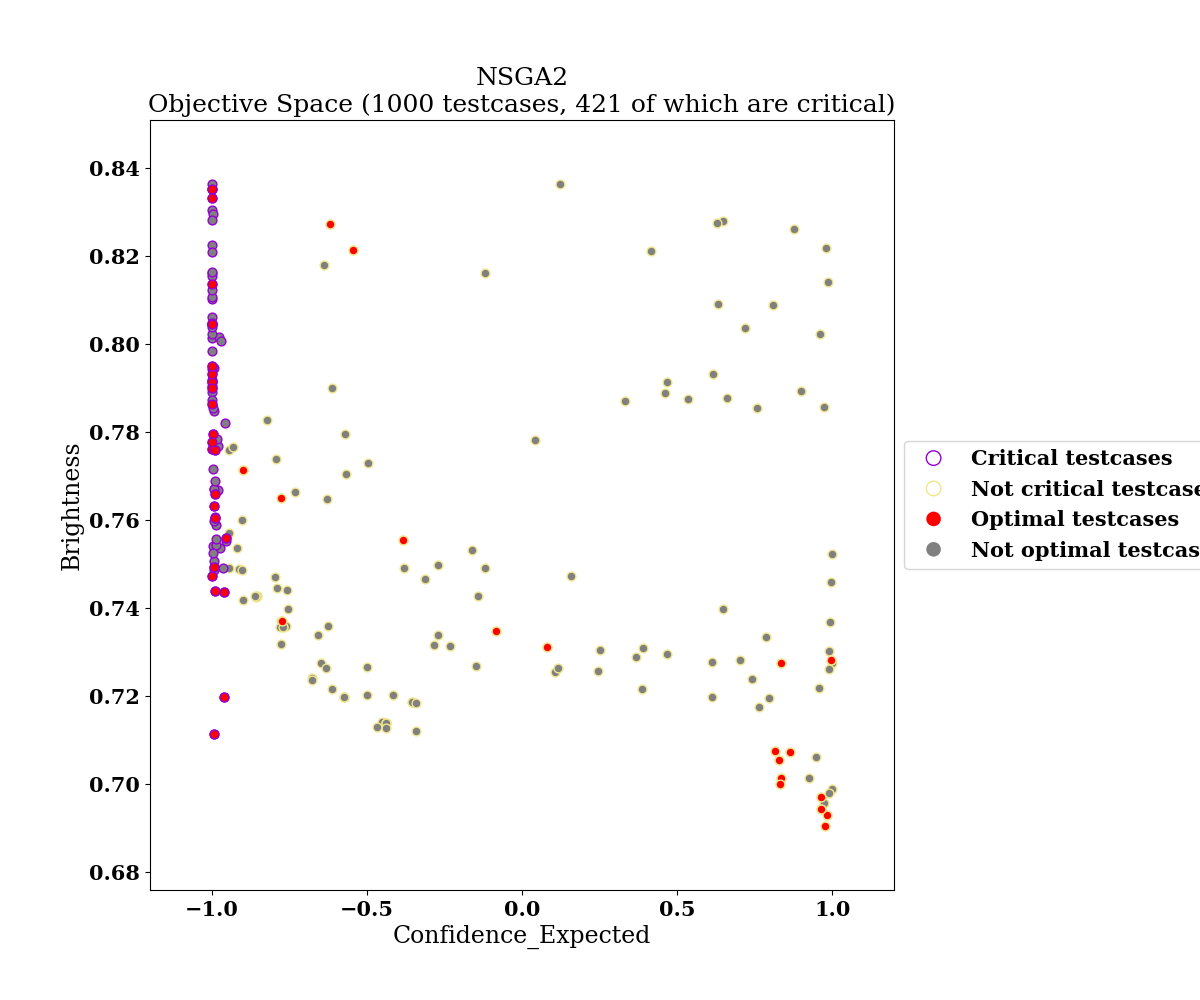 NSGA2
Objective Space (1000 testcases, 421 of which are critical)
0.84
0.82
0.80
0.78
0.76
0.74
0.72
0.70
0.68
Brightness
−1.0
−0.5
0.0
0.5
1.0
Confidence_Expected
Critical testcases
Not critical testcase
Optimal testcases
Not optimal testcas